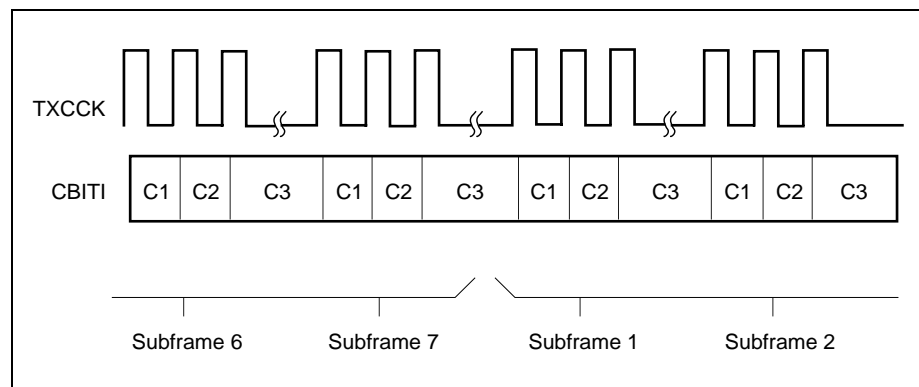 TXCCK
CBITI C1 C2 C3 C1 C2 C3 C1 C2 C3 C1 C2 C3
Subframe 6 Subframe 7 Subframe 1 Subframe 2